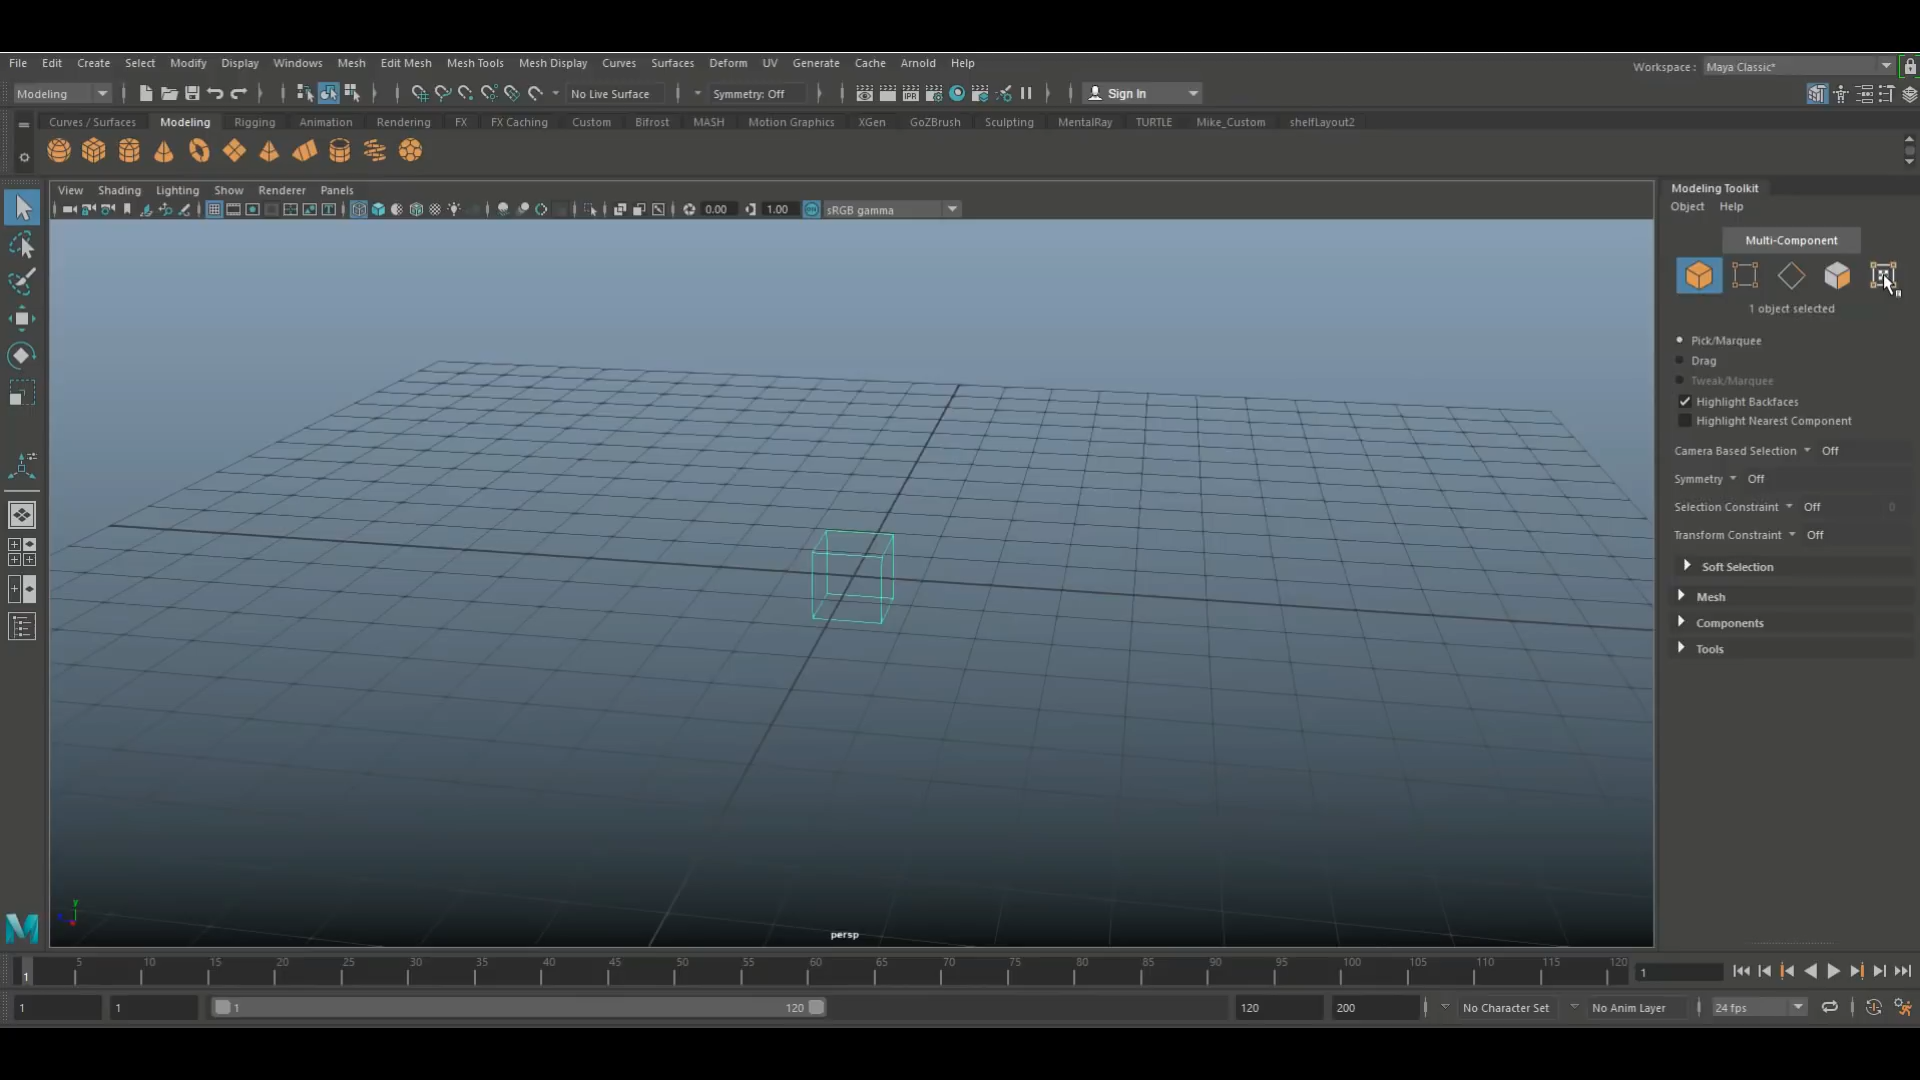 File Edit Create Select Modify Display Windows Mesh Edit Mesh Mesh Tools Mesh Display Curves Surfaces Deform UV Generate Cache Arnold Help
Workspace : Maya Classic*
Modeling No Live Surface Symmetry: Off Sign In
Curves / Surfaces Modeling Rigging Animation Rendering FX FX Caching Custom Bifrost MASH Motion Graphics XGen GoZBrush Sculpting MentalRay TURTLE Mike_Custom shelfLayout2
View Shading Lighting Show Renderer Panels
0.00 1.00 sRGB gamma
Modeling Toolkit
Object Help
Multi-Component
1 object selected
Pick/Marquee
Drag
Tweak/Marquee
Highlight Backfaces
Highlight Nearest Component
Camera Based Selection Off
Symmetry Off
Selection Constraint Off 0
Transform Constraint Off
Soft Selection
Mesh
Components
Tools
y
persp
1 5 10 15 20 25 30 35 40 45 50 55 60 65 70 75 80 85 90 95 100 105 110 115 120 1
1 1 1 120 120 200 No Character Set No Anim Layer 24 fps